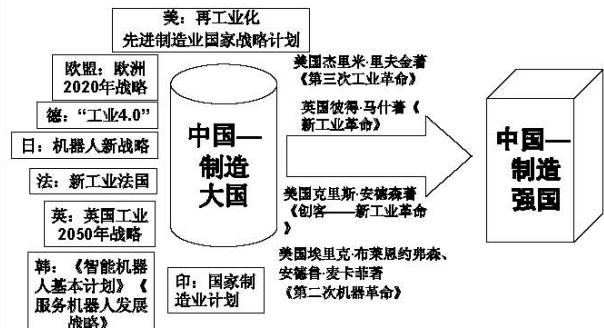 美：再工业化
先进制造业国家战略计划
欧盟：欧洲
2020年战略
德：“工业4.0”
日：机器人新战略
法：新工业法国
英：英国工业
2050年战略
韩：《智能机器
人基本计划》《
服务机器人发展
战略》
印：国家制
造业计划
中国—
制造
大国
美国杰里米·里夫金著
《第三次工业革命》
英国彼得·马什著《
新工业革命》
美国克里斯·安德森著
《创客——新工业革命
》
美国埃里克·布莱恩约弗森、
安德鲁·麦卡菲著
《第二次机器革命》
中国—
制造
强国